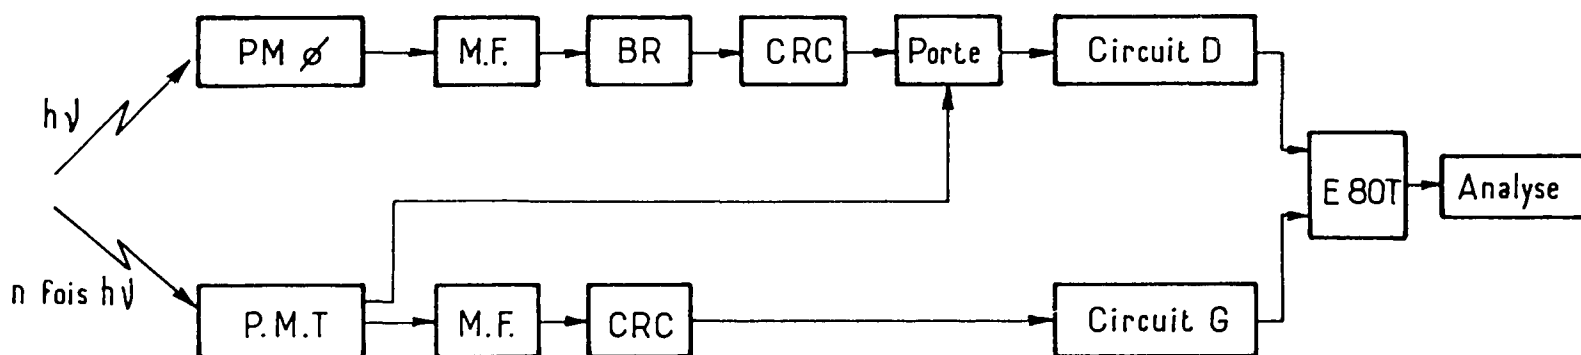 PM ∅
M.F.
BR
CRC
Porte
Circuit D
hν
E 80T
Analyse
n fois hν
P.M.T
M.F.
CRC
Circuit G